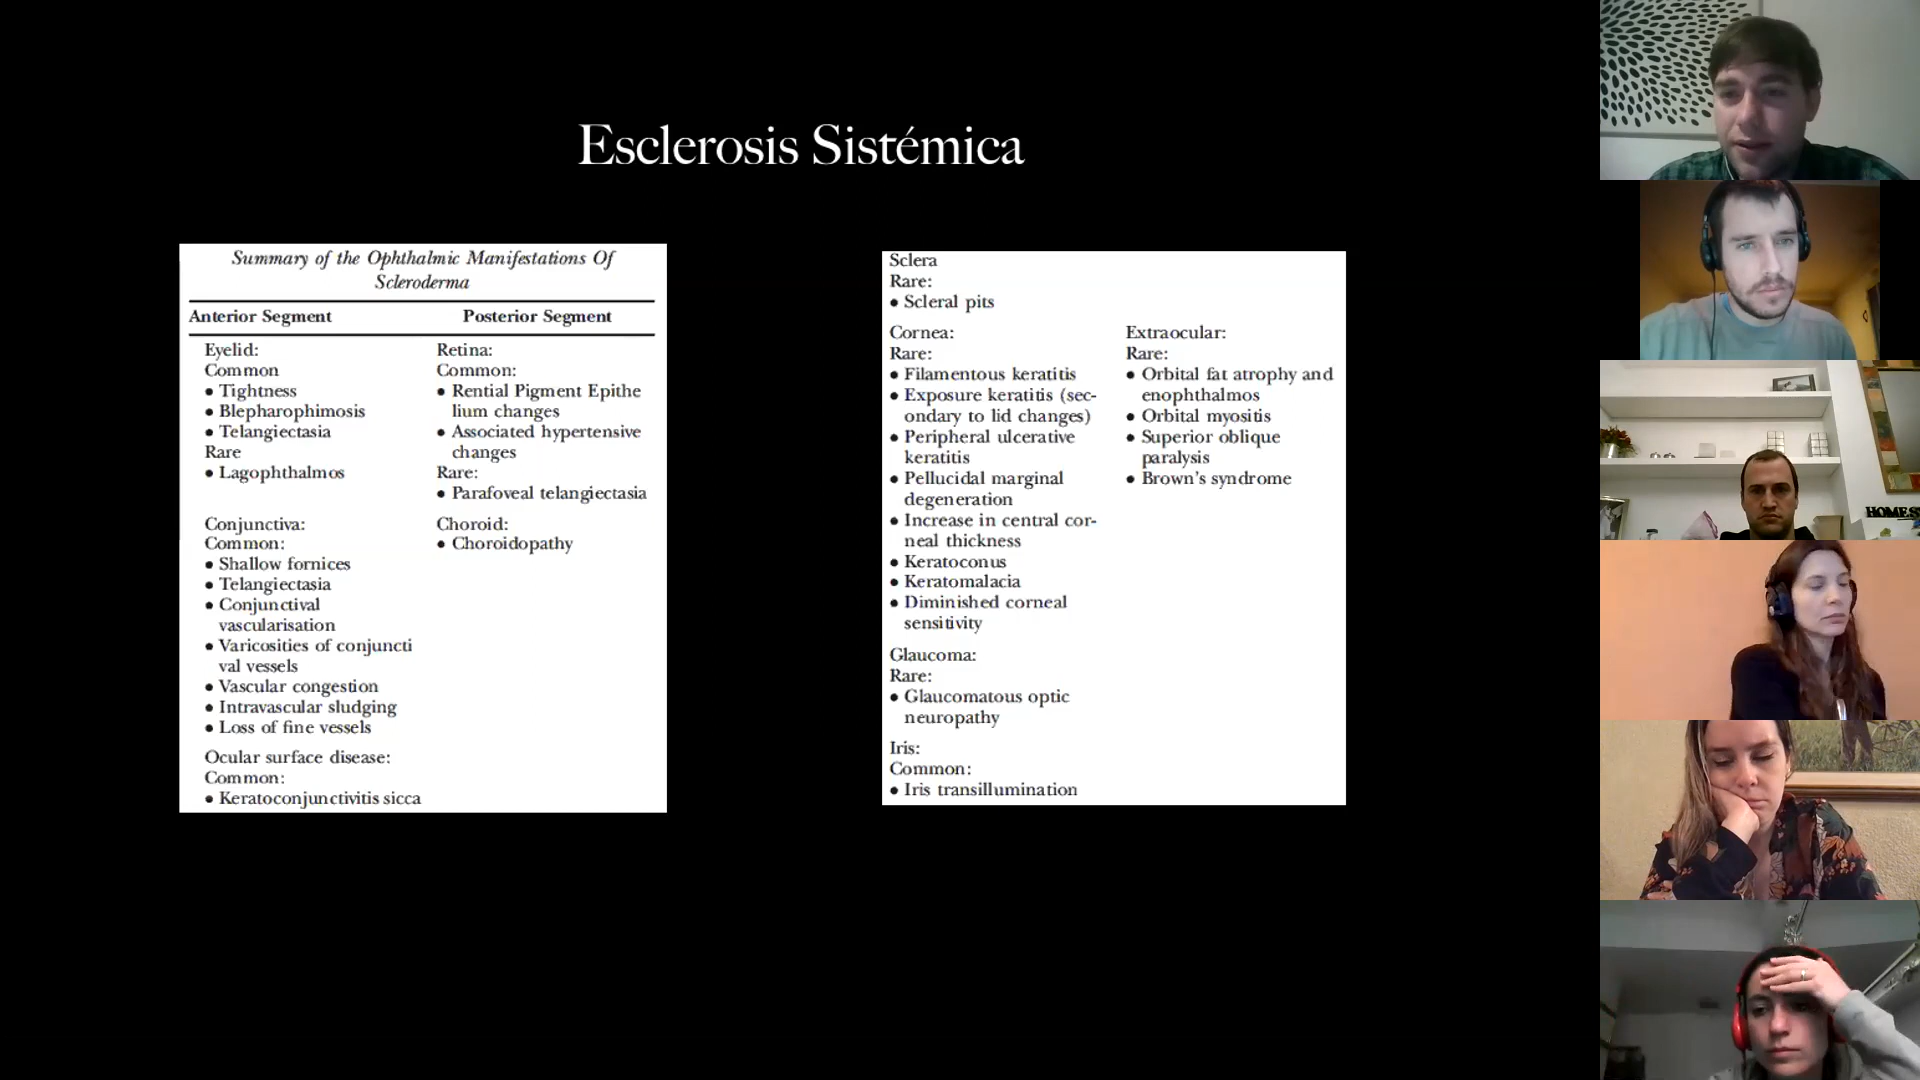 Esclerosis Sistémica
Summary of the Ophthalmic Manifestations Of
Scleroderma
Anterior Segment
Posterior Segment
Eyelid:
Common
• Tightness
• Blepharophimosis
• Telangiectasia
Rare
• Lagophthalmos
Retina:
Common:
• Rential Pigment Epithe
lium changes
• Associated hypertensive
changes
Rare:
• Parafoveal telangiectasia
Conjunctiva:
Common:
• Shallow fornices
• Telangiectasia
• Conjunctival
vascularisation
• Varicosities of conjuncti
val vessels
• Vascular congestion
• Intravascular sludging
• Loss of fine vessels
Choroid:
• Choroidopathy
Ocular surface disease:
Common:
• Keratoconjunctivitis sicca
Sclera
Rare:
• Scleral pits
Cornea:
Rare:
• Filamentous keratitis
• Exposure keratitis (sec-
ondary to lid changes)
• Peripheral ulcerative
keratitis
• Pellucidal marginal
degeneration
• Increase in central cor-
neal thickness
• Keratoconus
• Keratomalacia
• Diminished corneal
sensitivity
Extraocular:
Rare:
• Orbital fat atrophy and
enophthalmos
• Orbital myositis
• Superior oblique
paralysis
• Brown's syndrome
Glaucoma:
Rare:
• Glaucomatous optic
neuropathy
Iris:
Common:
• Iris transillumination
HOMES